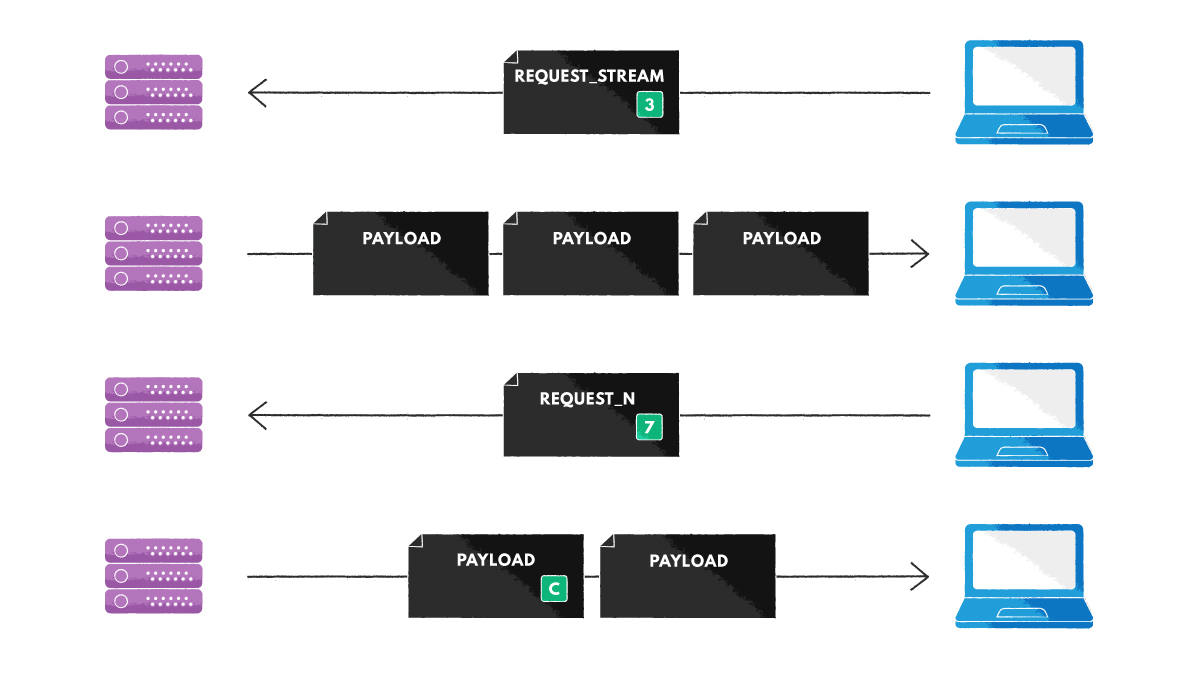 REQUEST_STREAM
3
PAYLOAD PAYLOAD PAYLOAD
REQUEST_N
7
PAYLOAD PAYLOAD
C